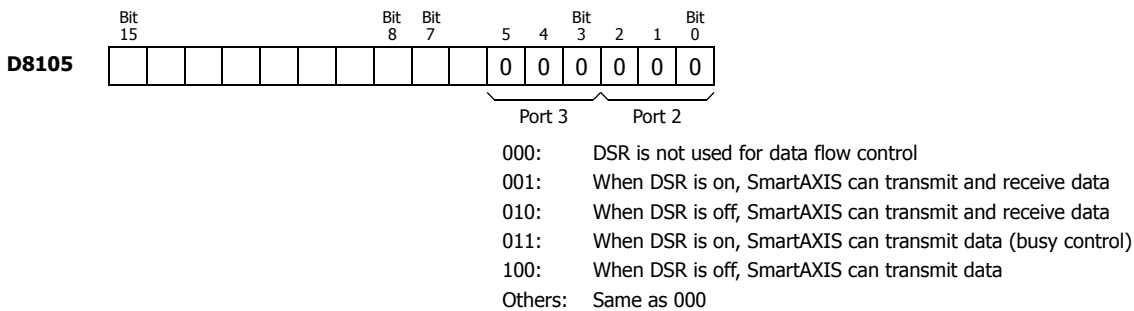 Bit Bit Bit Bit Bit
15 8 7 5 4 3 2 1 0
D8105 0 0 0 0 0 0
Port 3 Port 2
000: DSR is not used for data flow control
001: When DSR is on, SmartAXIS can transmit and receive data
010: When DSR is off, SmartAXIS can transmit and receive data
011: When DSR is on, SmartAXIS can transmit data (busy control)
100: When DSR is off, SmartAXIS can transmit data
Others: Same as 000